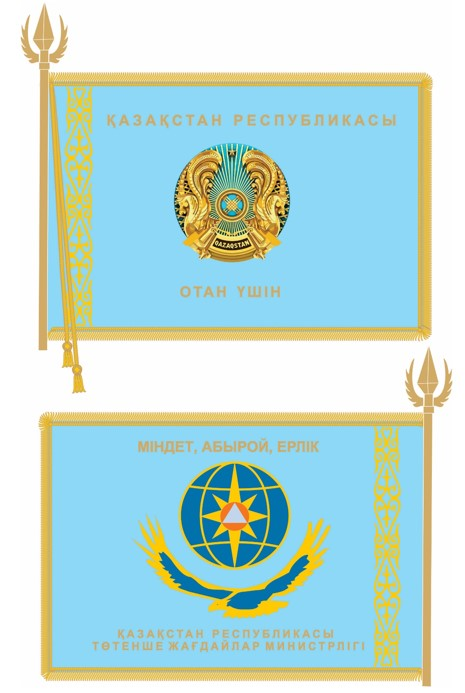 ҚАЗАҚСТАН РЕСПУБЛИКАСЫ
QAZAQSTAN
ОТАН ҮШІН
МІНДЕТ, АБЫРОЙ, ЕРЛІК
ҚАЗАҚСТАН РЕСПУБЛИКАСЫ
ТӨТЕНШЕ ЖАҒДАЙЛАР МИНИСТРЛІГІ